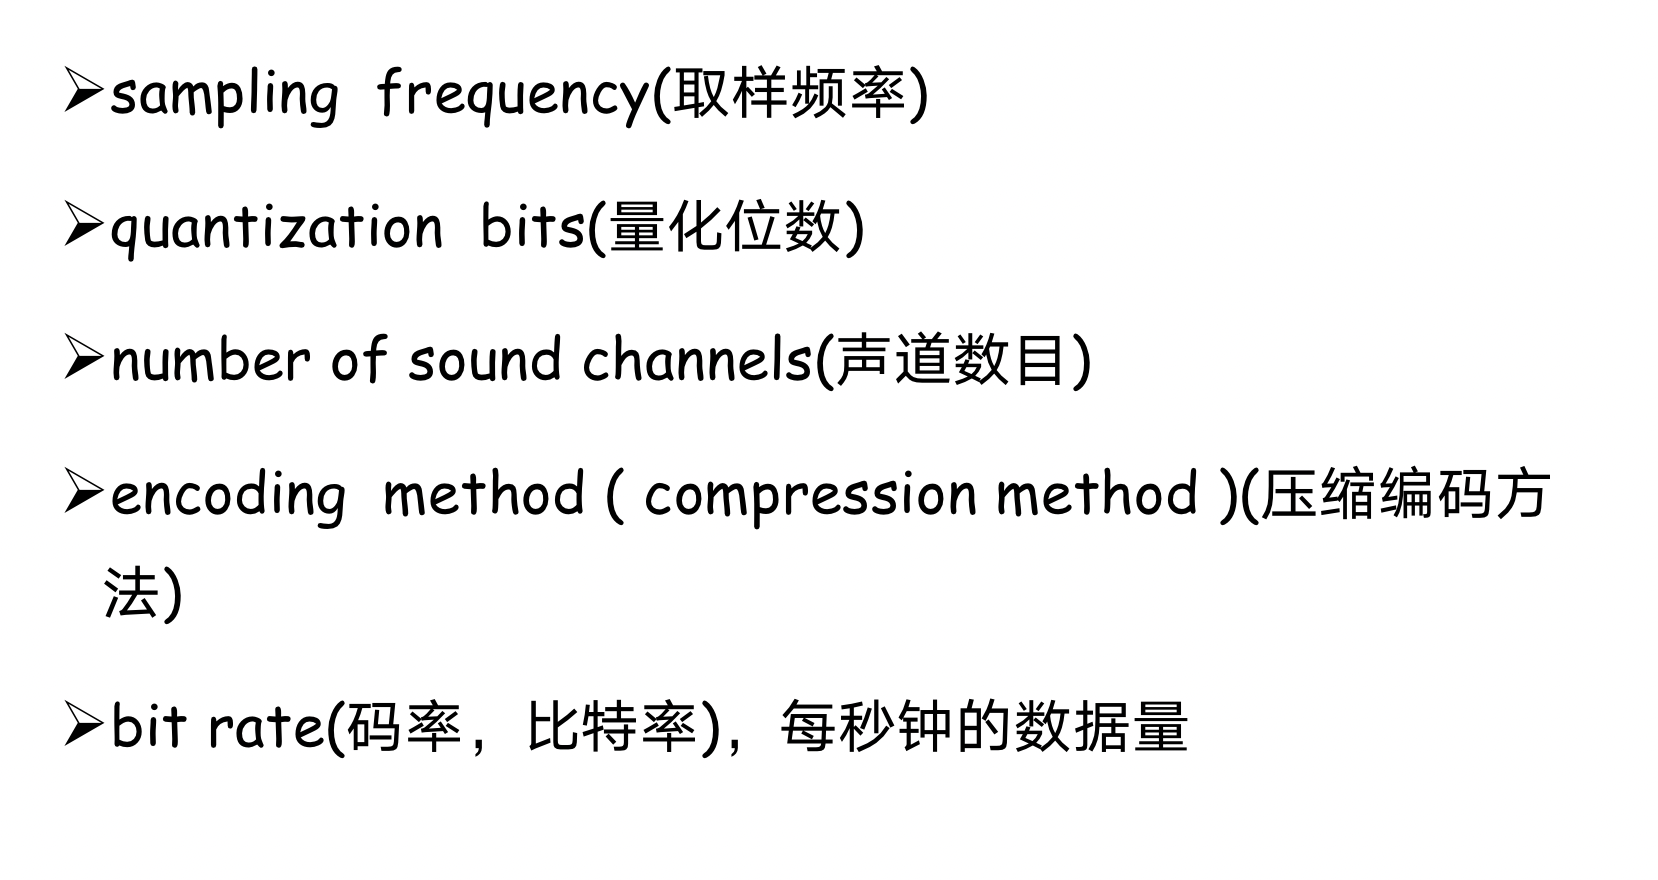 ➢sampling  frequency(取样频率)
➢quantization  bits(量化位数)
➢number of sound channels(声道数目)
➢encoding  method ( compression method )(压缩编码方
法)
➢bit rate(码率，比特率)，每秒钟的数据量